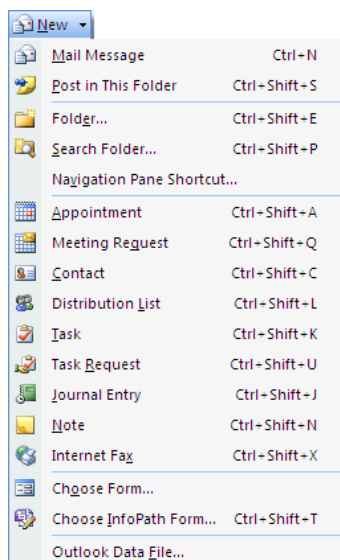 New
Mail Message Ctrl+N
Post in This Folder Ctrl+Shift+S
Folder... Ctrl+Shift+E
Search Folder... Ctrl+Shift+P
Navigation Pane Shortcut...
Appointment Ctrl+Shift+A
Meeting Request Ctrl+Shift+Q
Contact Ctrl+Shift+C
Distribution List Ctrl+Shift+L
Task Ctrl+Shift+K
Task Request Ctrl+Shift+U
Journal Entry Ctrl+Shift+J
Note Ctrl+Shift+N
Internet Fax Ctrl+Shift+X
Choose Form...
Choose InfoPath Form... Ctrl+Shift+T
Outlook Data File...